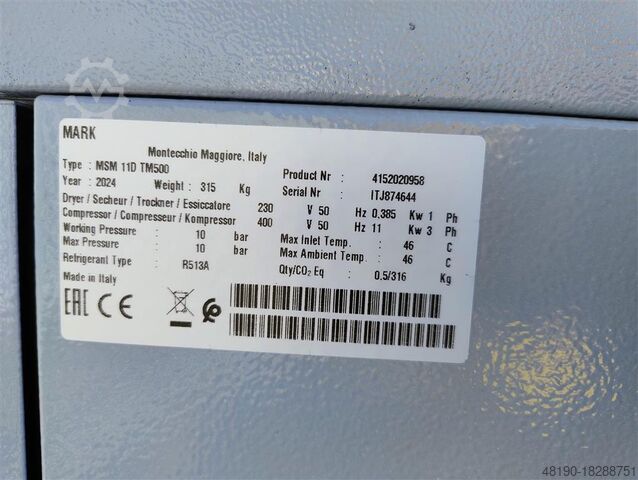 MARK
Montecchio Maggiore, Italy
Type : MSM 11D TM500 Product Nr : 4152020958
Year : 2024 Weight : 315 Kg Serial Nr : ITJ874644
Dryer / Secheur / Trockner / Essiccatore 230 V 50 Hz 0.385 Kw 1 Ph
Compressor / Compresseur / Kompressor 400 V 50 Hz 11 Kw 3 Ph
Working Pressure : 10 bar Max Inlet Temp. : 46 C
Max Pressure : 10 bar Max Ambient Temp. : 46 C
Refrigerant Type : R513A Qty/CO₂ Eq : 0.5/316 Kg
Made in Italy
EAC CE
48190-18288751